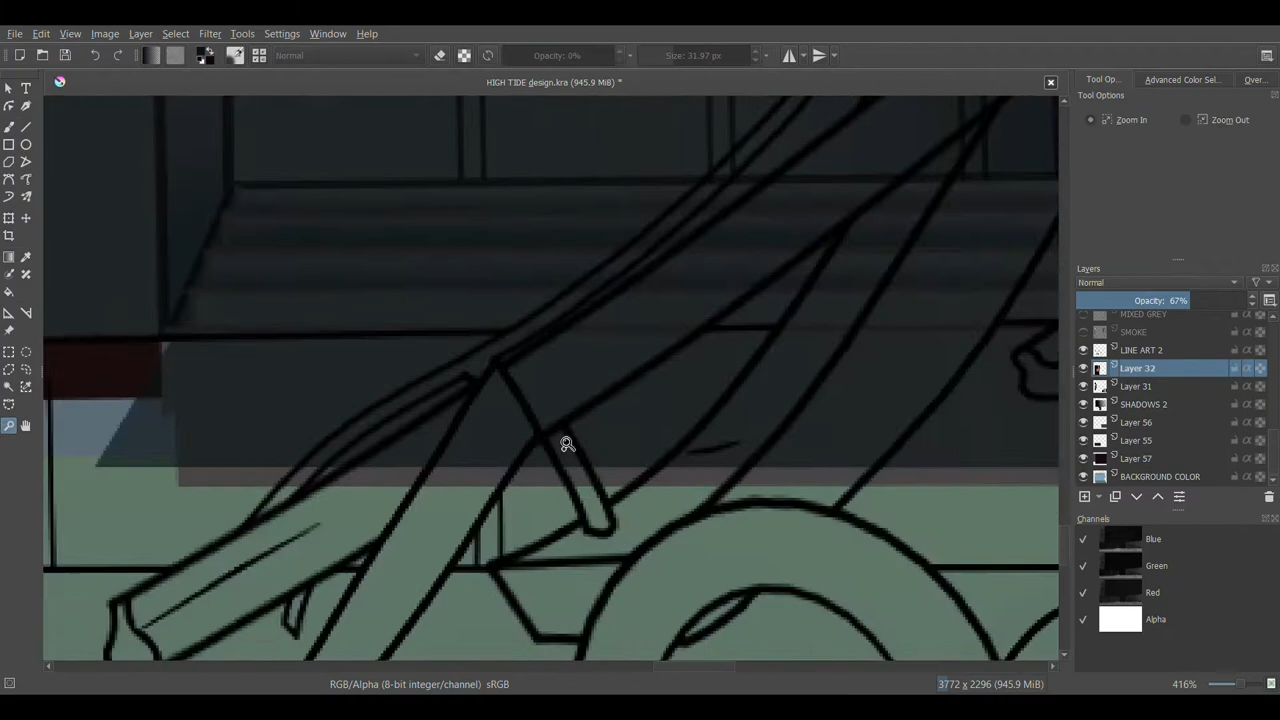 File Edit View Image Layer Select Filter Tools Settings Window Help
Normal Opacity: 0% Size: 31.97 px
HIGH TIDE design.kra (945.9 MiB) *
Tool Op... Advanced Color Sel... Over...
Tool Options
Zoom In Zoom Out
Layers
Normal
Opacity: 67%
MIXED GREY
SMOKE
LINE ART 2
Layer 32
Layer 31
SHADOWS 2
Layer 56
Layer 55
Layer 57
BACKGROUND COLOR
Channels
Blue
Green
Red
Alpha
RGB/Alpha (8-bit integer/channel) sRGB 3772 x 2296 (945.9 MiB) 416%